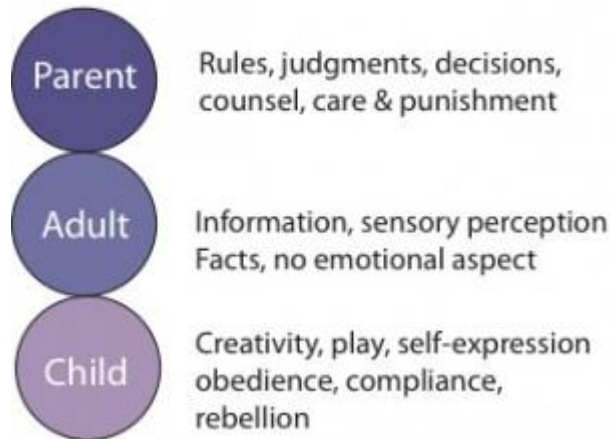 Parent
Rules, judgments, decisions,
counsel, care & punishment
Adult
Information, sensory perception
Facts, no emotional aspect
Child
Creativity, play, self-expression
obedience, compliance,
rebellion